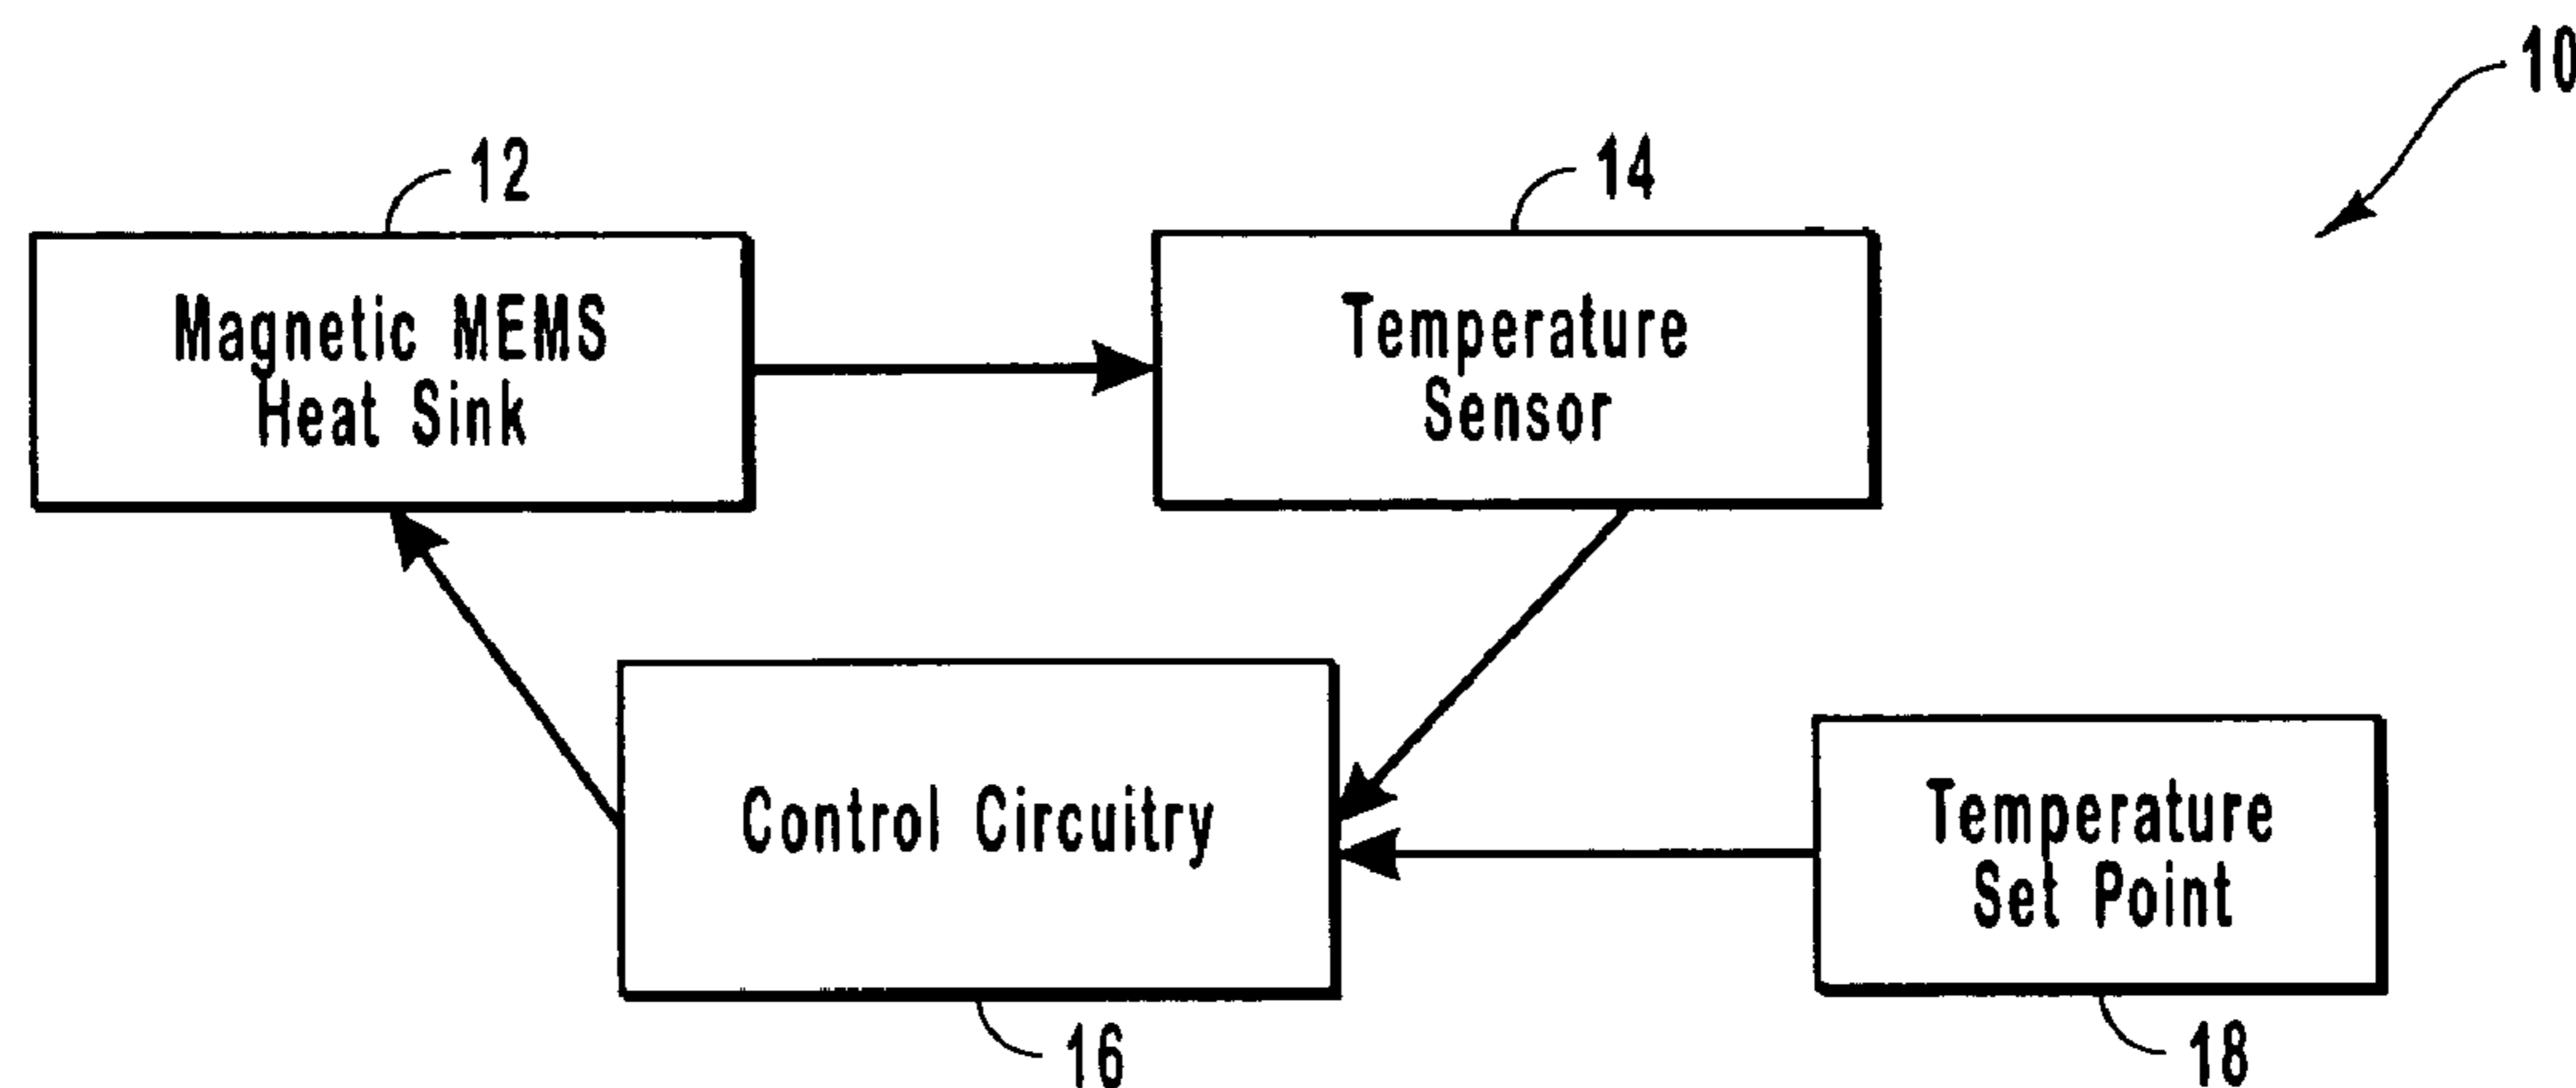 10
12
14
Magnetic MEMS
Heat Sink
Temperature
Sensor
Control Circuitry
Temperature
Set Point
16
18